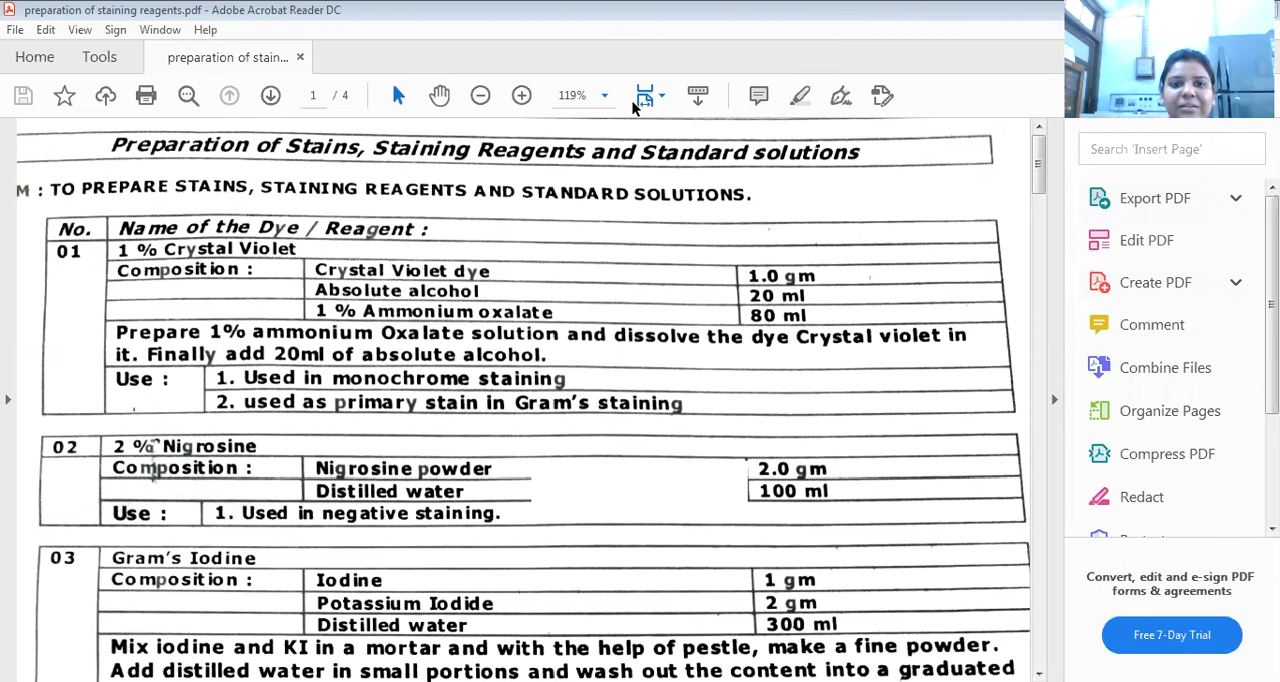 preparation of staining reagents.pdf - Adobe Acrobat Reader DC
File Edit View Sign Window Help
Home Tools preparation of stain... ×
1 / 4 119%
Search 'Insert Page'
Export PDF
Edit PDF
Create PDF
Comment
Combine Files
Organize Pages
Compress PDF
Redact
Convert, edit and e-sign PDF
forms & agreements
Free 7-Day Trial
Preparation of Stains, Staining Reagents and Standard solutions
M : TO PREPARE STAINS, STAINING REAGENTS AND STANDARD SOLUTIONS.
No. Name of the Dye / Reagent :
01 1 % Crystal Violet
Composition : Crystal Violet dye 1.0 gm
Absolute alcohol 20 ml
1 % Ammonium oxalate 80 ml
Prepare 1% ammonium Oxalate solution and dissolve the dye Crystal violet in
it. Finally add 20ml of absolute alcohol.
Use : 1. Used in monochrome staining
2. used as primary stain in Gram's staining
02 2 % Nigrosine
Composition : Nigrosine powder 2.0 gm
Distilled water 100 ml
Use : 1. Used in negative staining.
03 Gram's Iodine
Composition : Iodine 1 gm
Potassium Iodide 2 gm
Distilled water 300 ml
Mix iodine and KI in a mortar and with the help of pestle, make a fine powder.
Add distilled water in small portions and wash out the content into a graduated